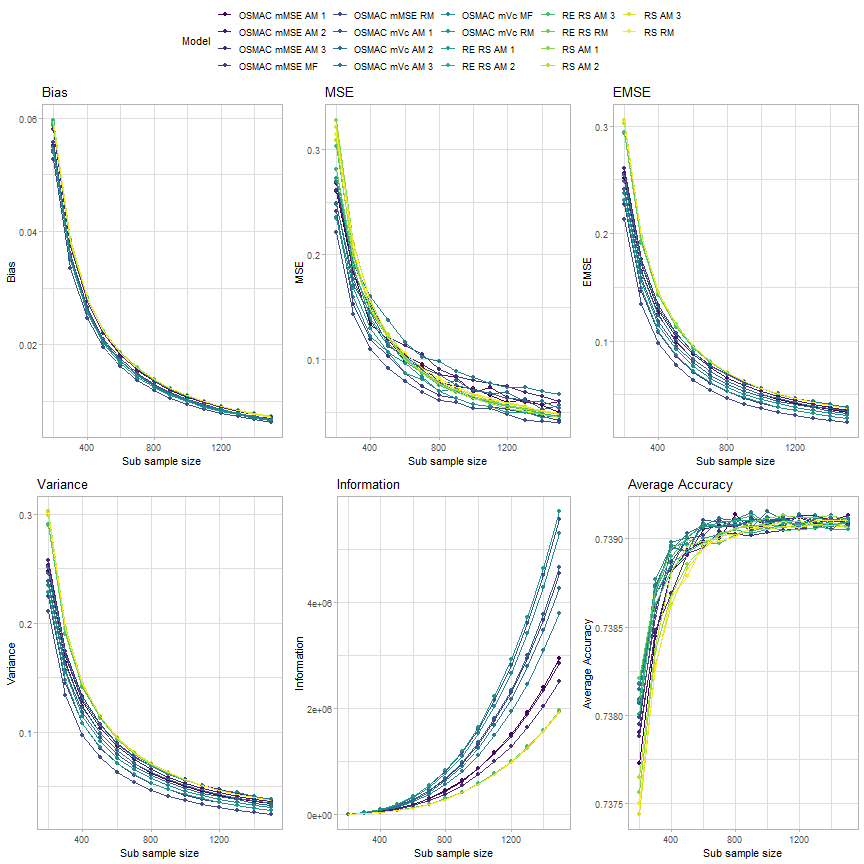 Model
OSMAC mMSE AM 1
OSMAC mMSE AM 2
OSMAC mMSE AM 3
OSMAC mMSE MF
OSMAC mMSE RM
OSMAC mVc AM 1
OSMAC mVc AM 2
OSMAC mVc AM 3
OSMAC mVc MF
OSMAC mVc RM
RE RS AM 1
RE RS AM 2
RE RS AM 3
RE RS RM
RS AM 1
RS AM 2
RS AM 3
RS RM
Bias
Bias
0.06
0.04
0.02
400 800 1200
Sub sample size
MSE
MSE
0.3
0.2
0.1
400 800 1200
Sub sample size
EMSE
EMSE
0.3
0.2
0.1
400 800 1200
Sub sample size
Variance
Variance
0.3
0.2
0.1
400 800 1200
Sub sample size
Information
Information
4e+06
2e+06
0e+00
400 800 1200
Sub sample size
Average Accuracy
Average Accuracy
0.7390
0.7385
0.7380
0.7375
400 800 1200
Sub sample size